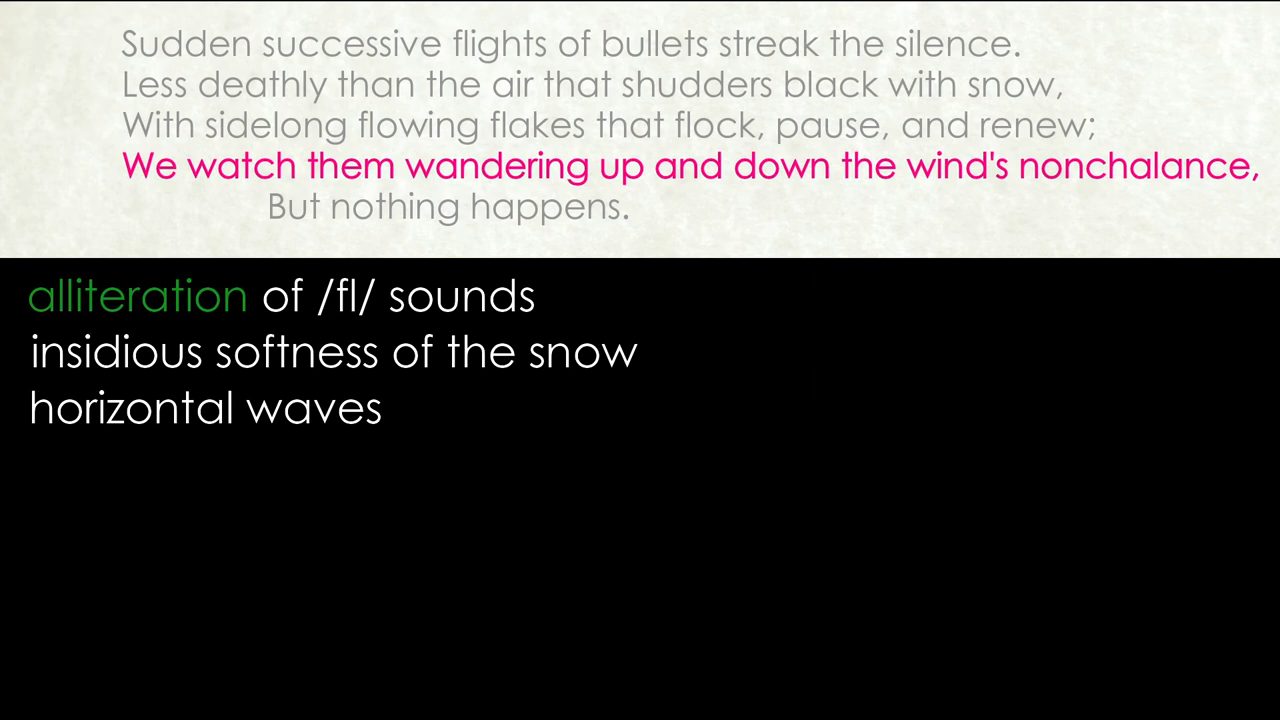 Sudden successive flights of bullets streak the silence.
Less deathly than the air that shudders black with snow,
With sidelong flowing flakes that flock, pause, and renew;
We watch them wandering up and down the wind's nonchalance,
But nothing happens.
alliteration of /fl/ sounds
insidious softness of the snow
horizontal waves